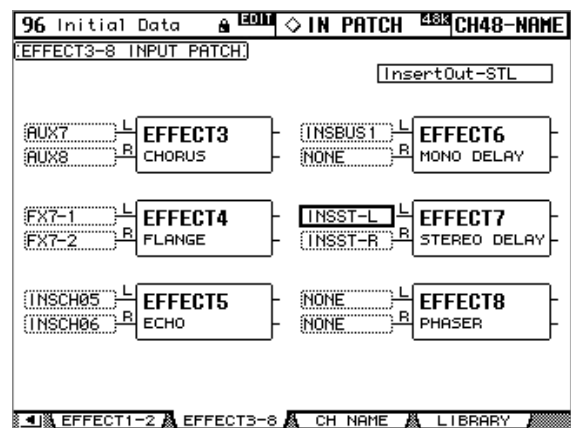 96 Initial Data EDIT IN PATCH 48K CH48-NAME
EFFECT3-8 INPUT PATCH
InsertOut-STL
AUX7 L EFFECT3
AUX8 R CHORUS
INSBUS1 L EFFECT6
NONE R MONO DELAY
FX7-1 L EFFECT4
FX7-2 R FLANGE
INSST-L L EFFECT7
INSST-R R STEREO DELAY
INSCH05 L EFFECT5
INSCH06 R ECHO
NONE L EFFECT8
NONE R PHASER
EFFECT1-2 EFFECT3-8 CH NAME LIBRARY